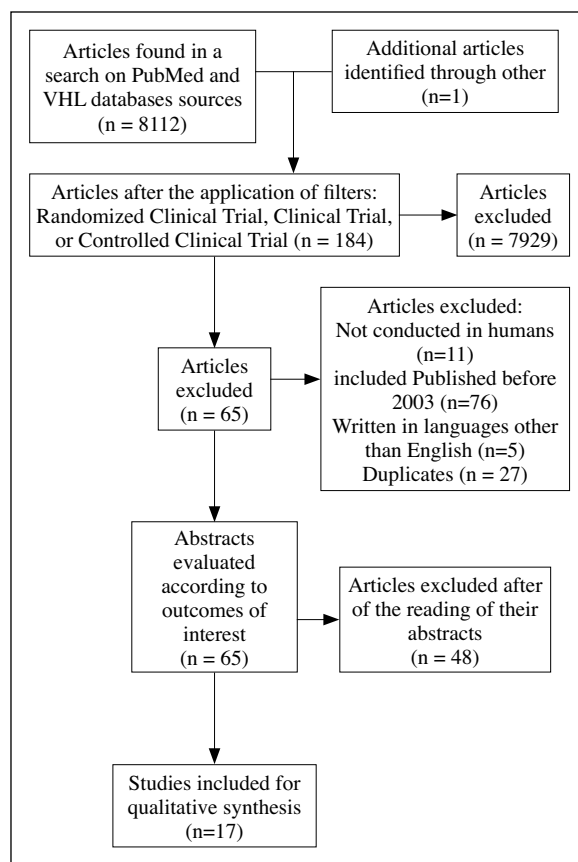 Articles found in a
search on PubMed and
VHL databases sources
(n = 8112)
Additional articles
identified through other
(n=1)
Articles after the application of filters:
Randomized Clinical Trial, Clinical Trial,
or Controlled Clinical Trial (n = 184)
Articles
excluded
(n = 7929)
Articles excluded:
Not conducted in humans
(n=11)
included Published before
2003 (n=76)
Written in languages other
than English (n=5)
Duplicates (n = 27)
Articles
excluded
(n = 65)
Abstracts
evaluated
according to
outcomes of
interest
(n = 65)
Articles excluded after
of the reading of their
abstracts
(n = 48)
Studies included for
qualitative synthesis
(n=17)